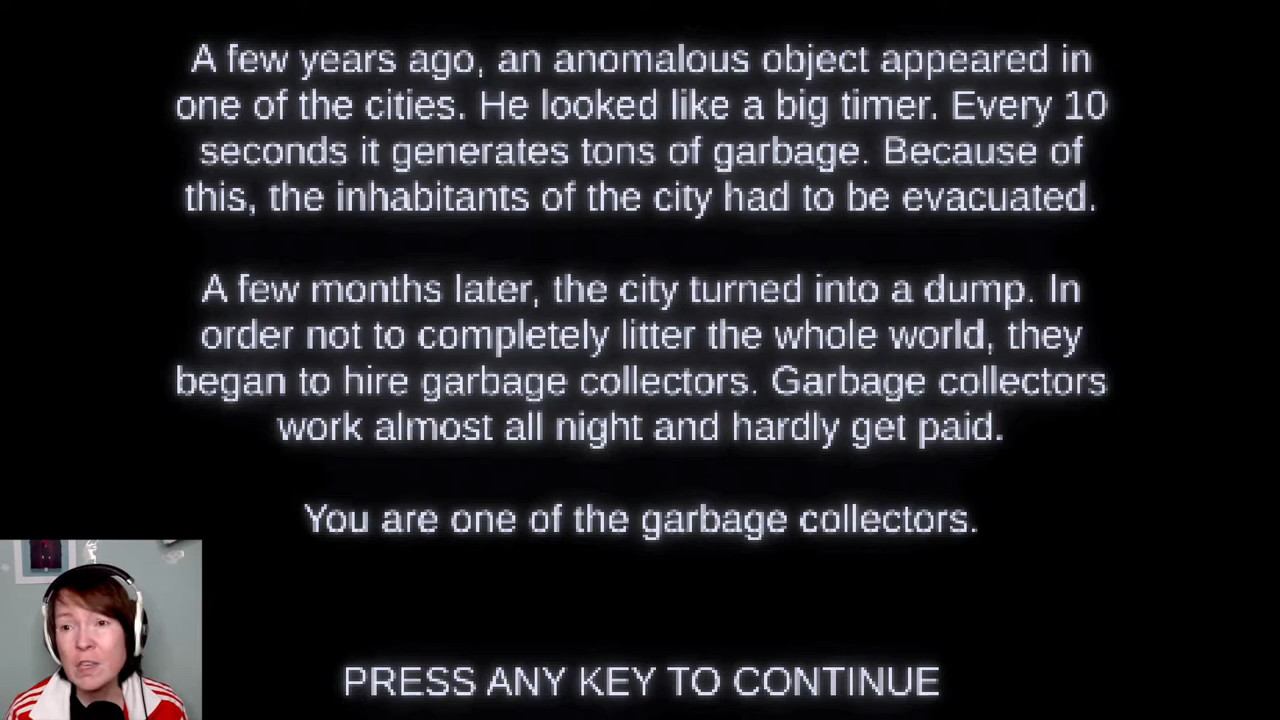 A few years ago, an anomalous object appeared in
one of the cities. He looked like a big timer. Every 10
seconds it generates tons of garbage. Because of
this, the inhabitants of the city had to be evacuated.
A few months later, the city turned into a dump. In
order not to completely litter the whole world, they
began to hire garbage collectors. Garbage collectors
work almost all night and hardly get paid.
You are one of the garbage collectors.
PRESS ANY KEY TO CONTINUE